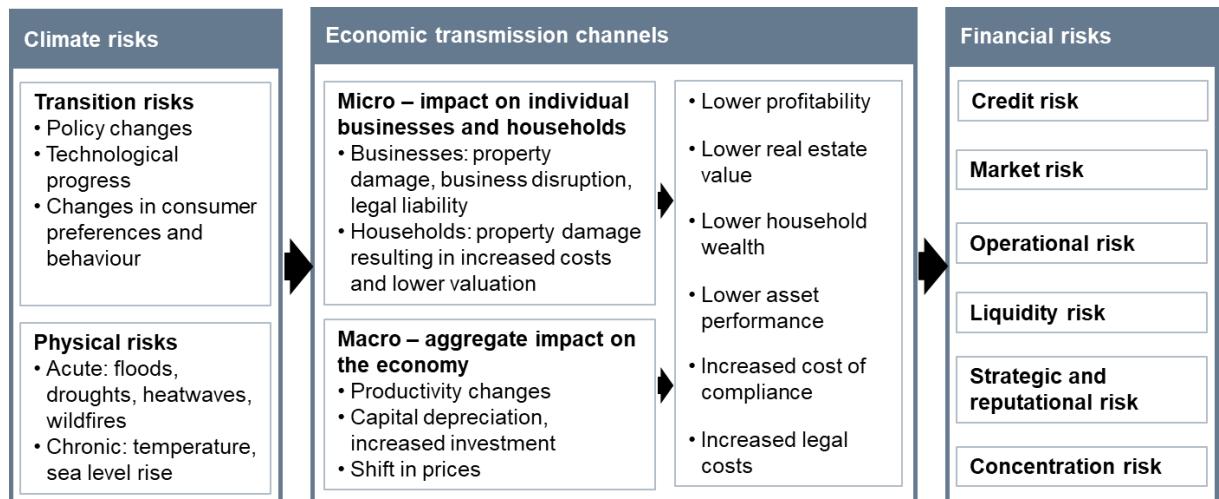 Climate risks
Transition risks
• Policy changes
• Technological
progress
• Changes in consumer
preferences and
behaviour
Physical risks
• Acute: floods,
droughts, heatwaves,
wildfires
• Chronic: temperature,
sea level rise
Economic transmission channels
Micro – impact on individual
businesses and households
• Businesses: property
damage, business disruption,
legal liability
• Households: property damage
resulting in increased costs
and lower valuation
Macro – aggregate impact on
the economy
• Productivity changes
• Capital depreciation,
increased investment
• Shift in prices
• Lower profitability
• Lower real estate
value
• Lower household
wealth
• Lower asset
performance
• Increased cost of
compliance
• Increased legal
costs
Financial risks
Credit risk
Market risk
Operational risk
Liquidity risk
Strategic and
reputational risk
Concentration risk